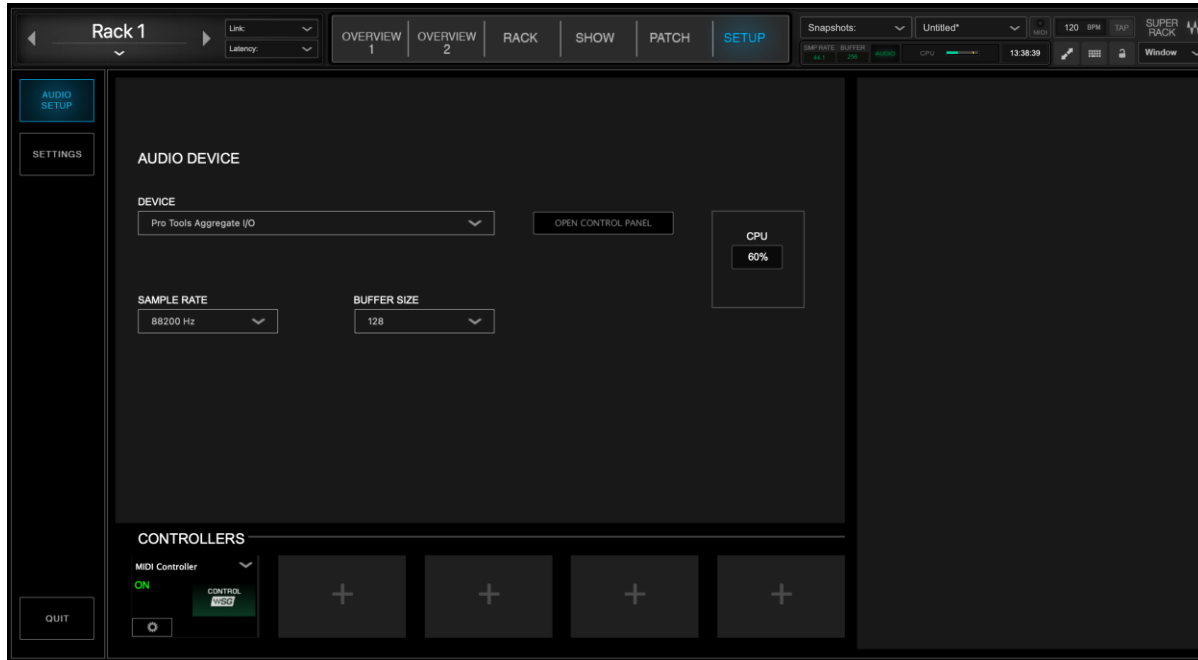 Rack 1
Link:
Latency:
OVERVIEW 1
OVERVIEW 2
RACK
SHOW
PATCH
SETUP
Snapshots:
Untitled*
MIDI
120 BPM
TAP
SUPER RACK
SMP RATE
44.1
BUFFER
256
AUDIO
CPU
13:38:39
Window
AUDIO SETUP
SETTINGS
AUDIO DEVICE
DEVICE
Pro Tools Aggregate I/O
OPEN CONTROL PANEL
CPU
60%
SAMPLE RATE
BUFFER SIZE
88200 Hz
128
CONTROLLERS
MIDI Controller
ON
CONTROL
WSG
QUIT